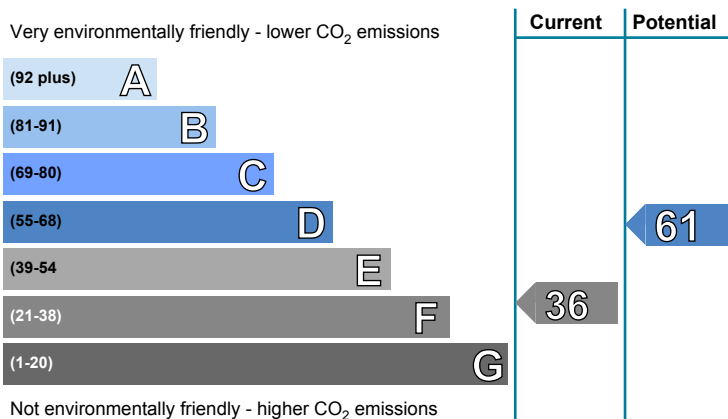 Very environmentally friendly - lower CO2 emissions
Current
Potential
(92 plus) A
(81-91) B
(69-80) C
(55-68) D
61
(39-54 E
(21-38) F
36
(1-20) G
Not environmentally friendly - higher CO2 emissions